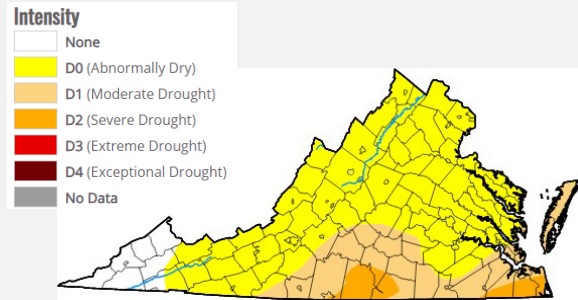 Intensity
None
D0 (Abnormally Dry)
D1 (Moderate Drought)
D2 (Severe Drought)
D3 (Extreme Drought)
D4 (Exceptional Drought)
No Data